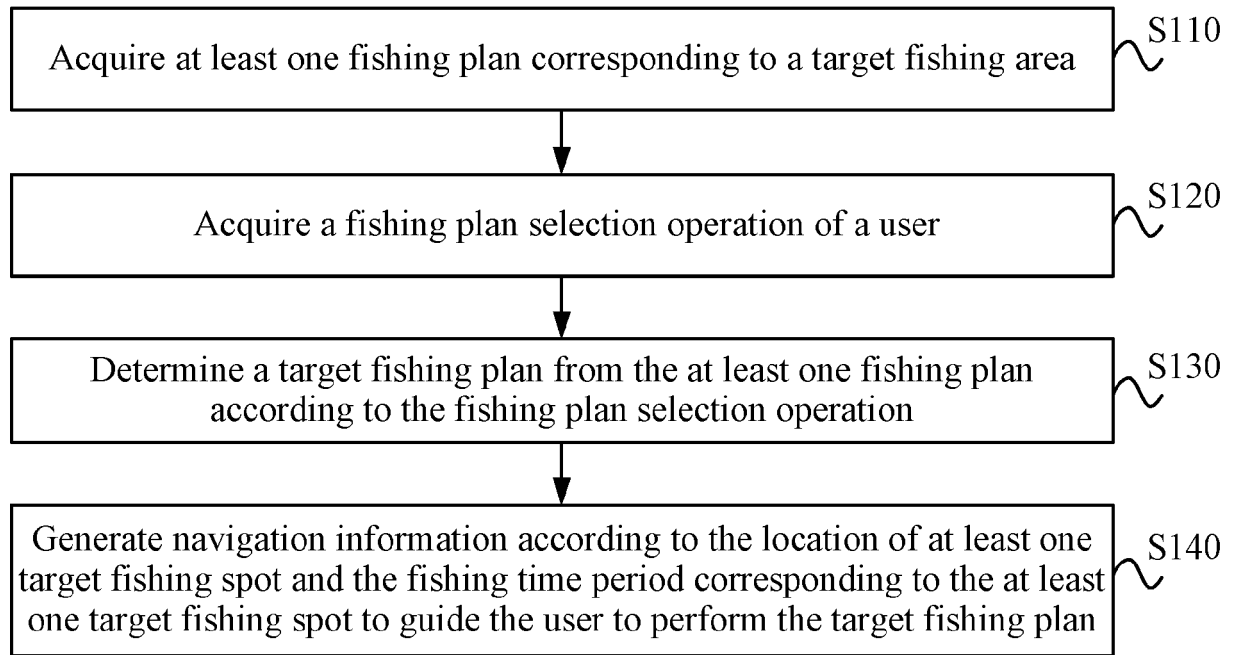 Acquire at least one fishing plan corresponding to a target fishing area
S110
Acquire a fishing plan selection operation of a user
S120
Determine a target fishing plan from the at least one fishing plan
according to the fishing plan selection operation
S130
Generate navigation information according to the location of at least one
target fishing spot and the fishing time period corresponding to the at least
one target fishing spot to guide the user to perform the target fishing plan
S140